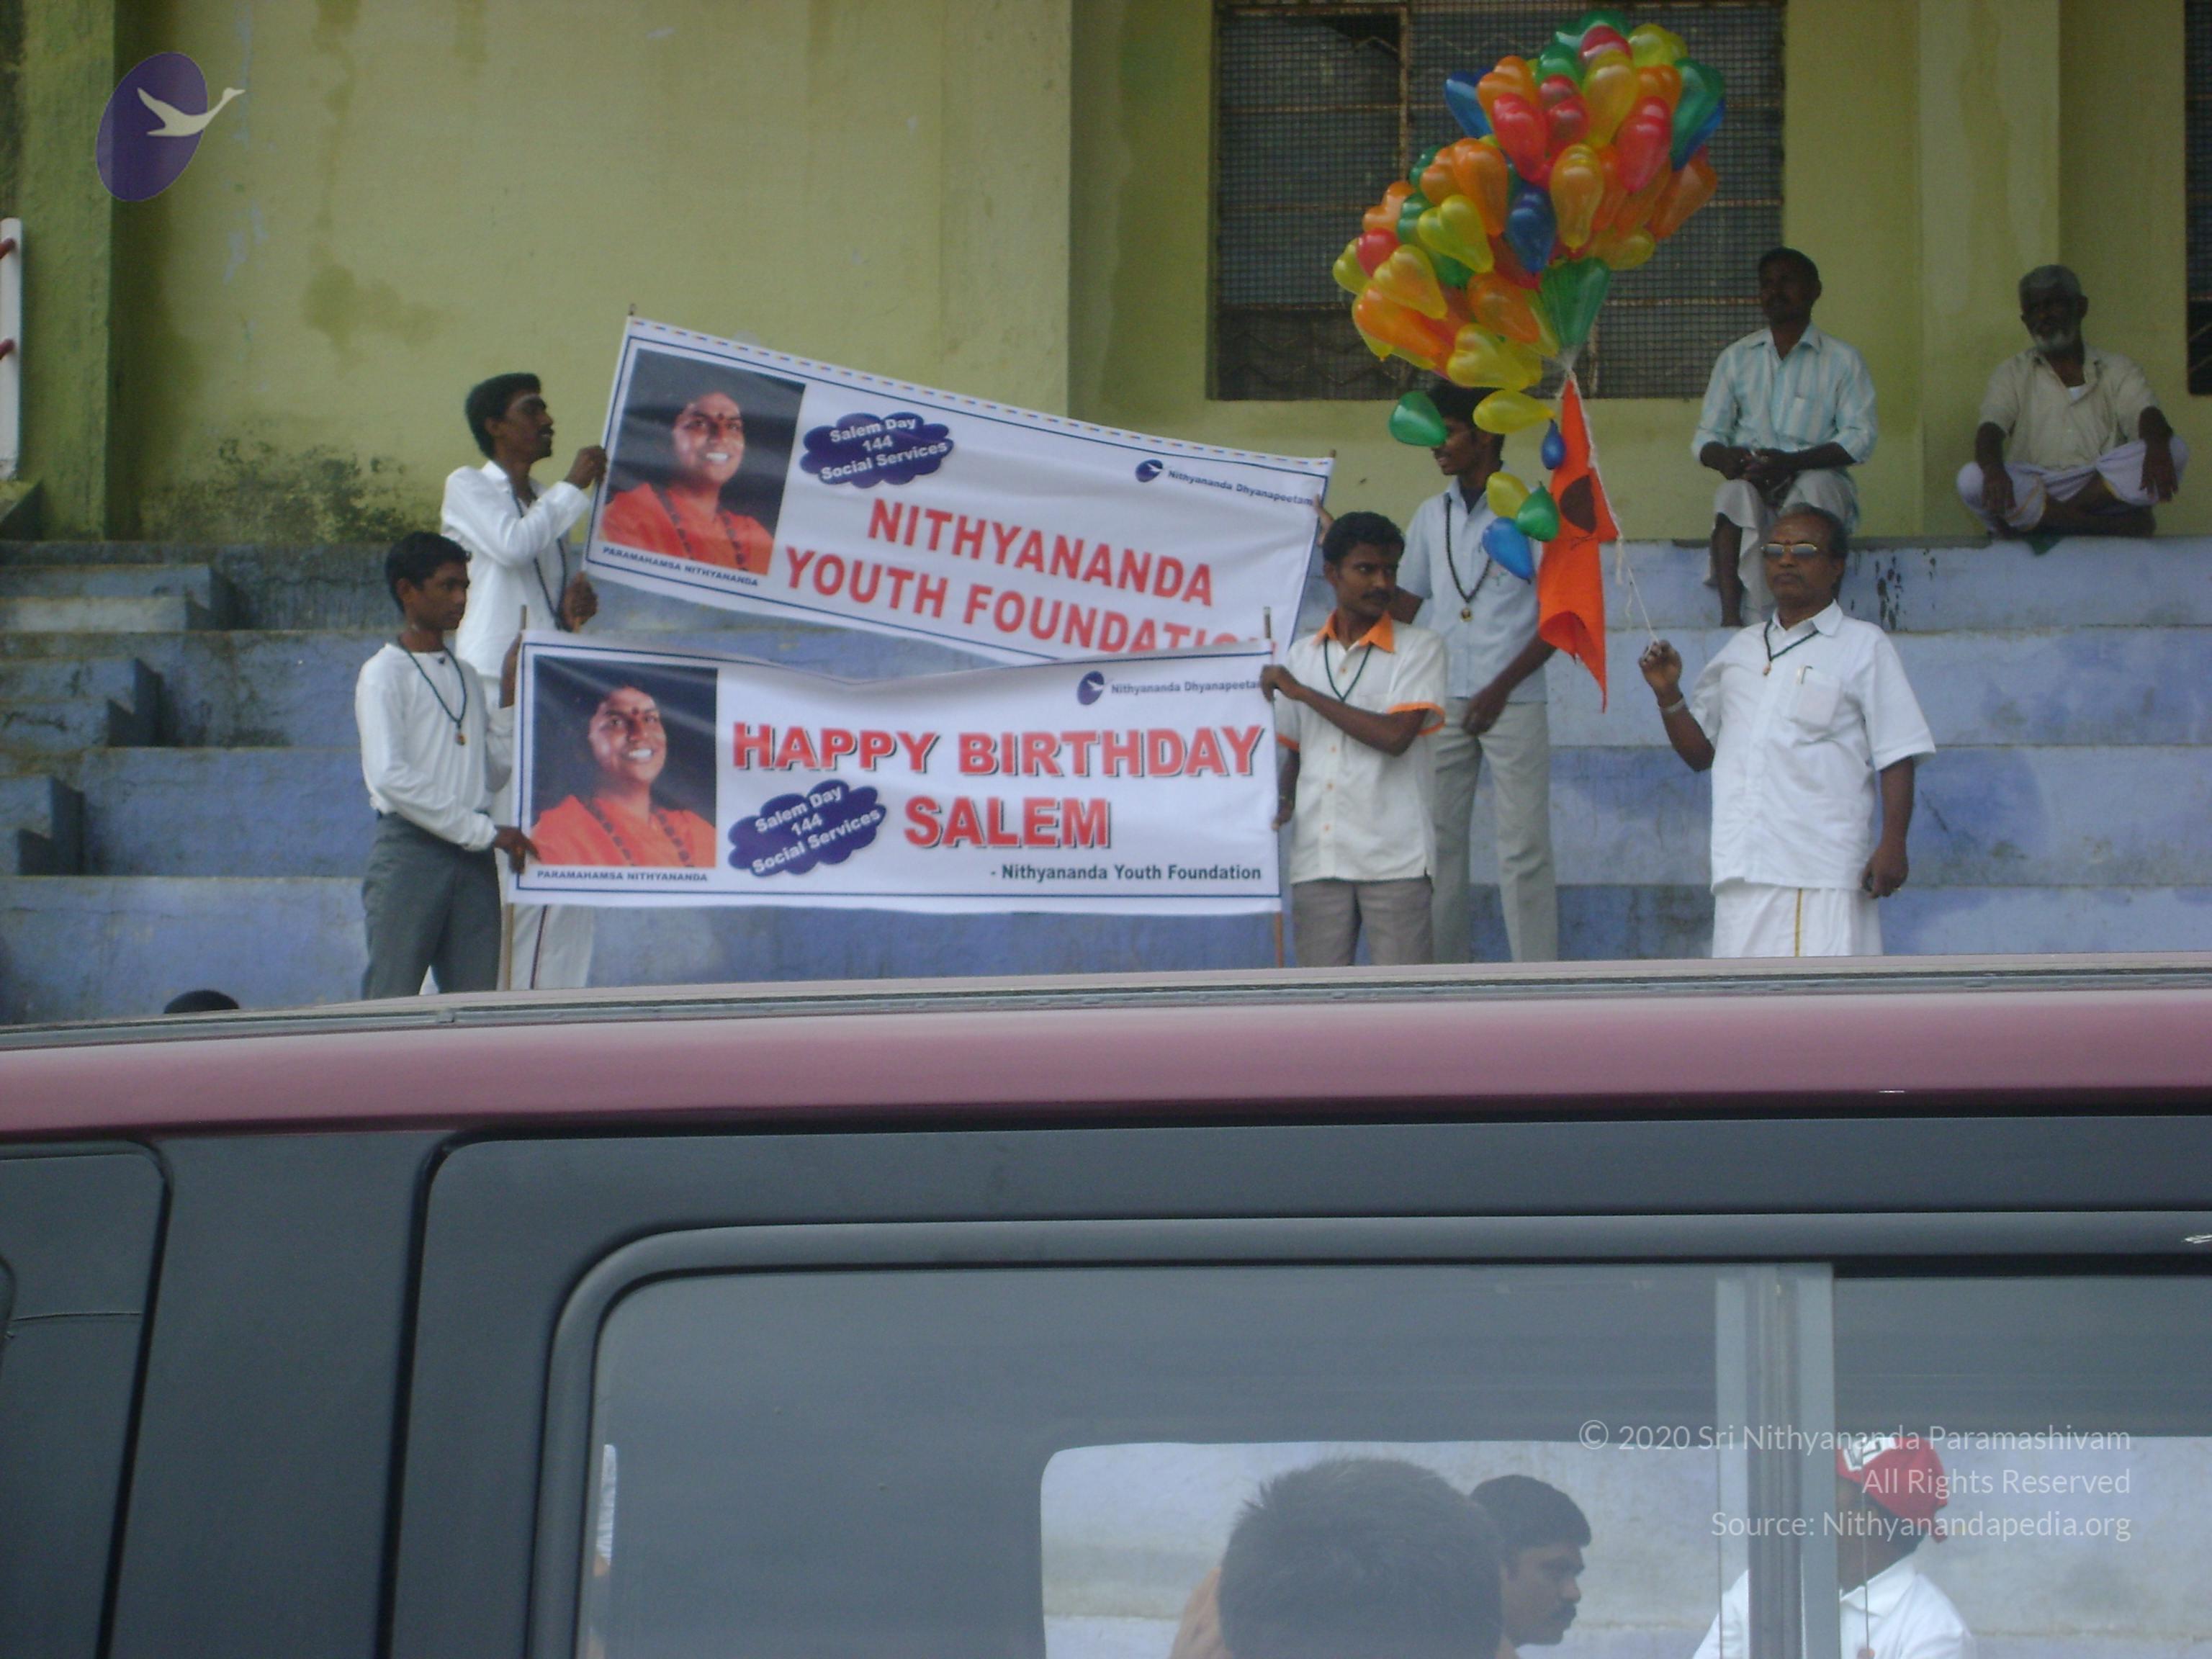 Salem Day
144
Social Services
Nithyananda Dhyanapeetam
NITHYANANDA
YOUTH FOUNDATIO
PARAMAHAMSA NITHYANANDA
Nithyananda Dhyanapeeta
HAPPY BIRTHDAY
SALEM
Salem Day
144
Social Services
- Nithyananda Youth Foundation
PARAMAHAMSA NITHYANANDA
© 2020 Sri Nithyananda Paramashivam
All Rights Reserved
Source: Nithyanandapedia.org